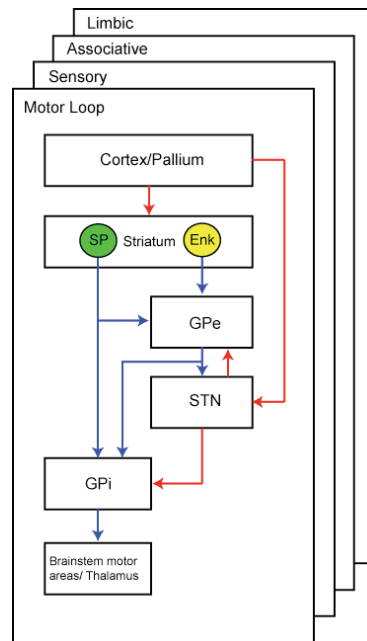 Limbic
Associative
Sensory
Motor Loop
Cortex/Pallium
SP Striatum Enk
GPe
STN
GPi
Brainstem motor
areas/ Thalamus